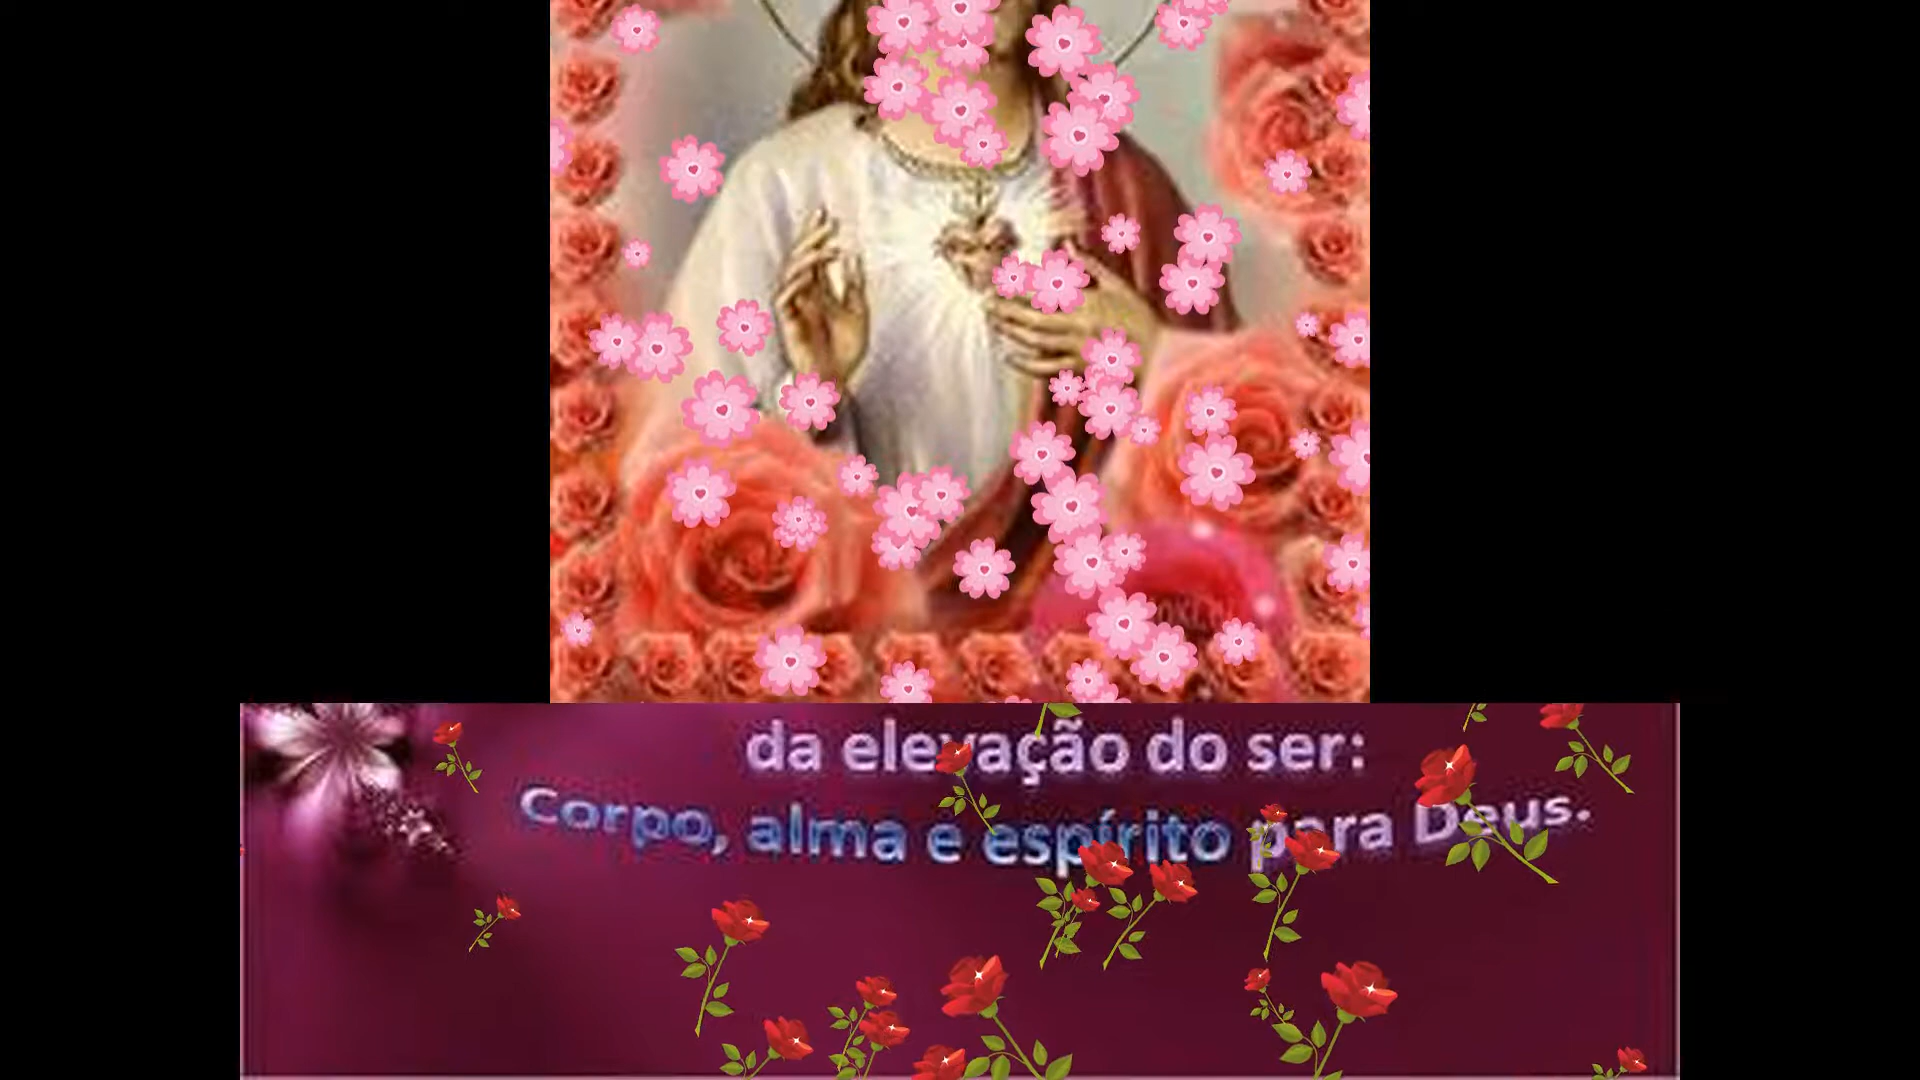 da elevação do ser:
Corpo, alma e espírito para Deus.